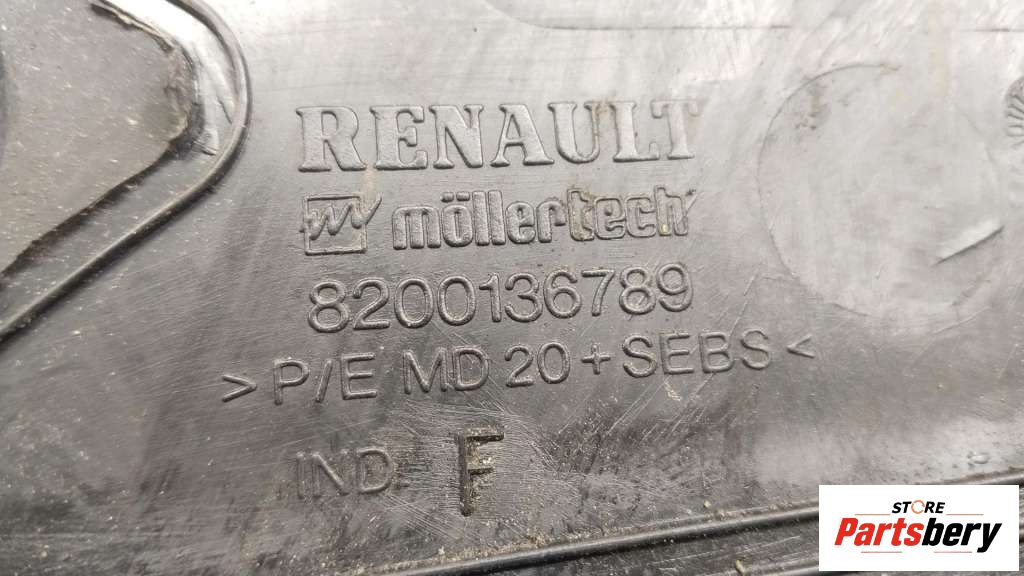 RENAULT
möllertech
8200136789
> P/E MD 20 + SEBS <
IND F
STORE
Partsbery